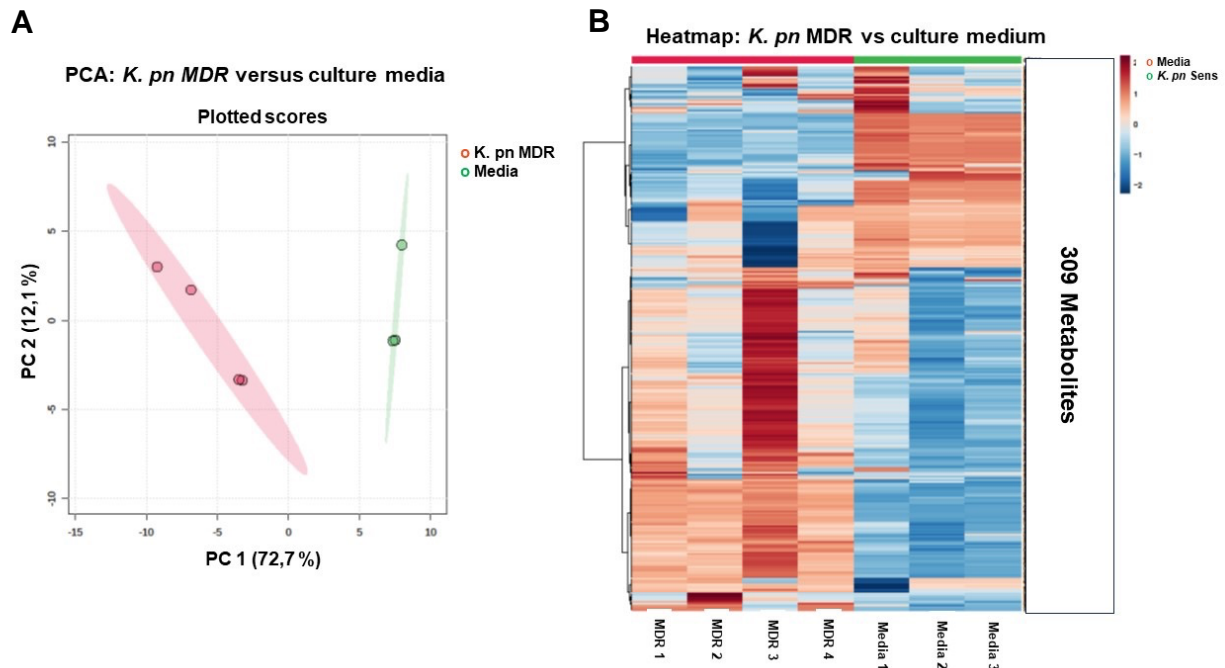 A
PCA: K. pn MDR versus culture media
Plotted scores
K. pn MDR
Media
10
5
0
-5
-10
PC 2 (12,1 %)
-15
-10
-5
0
5
10
PC 1 (72,7 %)
B
Heatmap: K. pn MDR vs culture medium
Media
K. pn Sens
1
0
-1
-2
309 Metabolites
MDR 1
MDR 2
MDR 3
MDR 4
Media 1
Media 2
Media 3